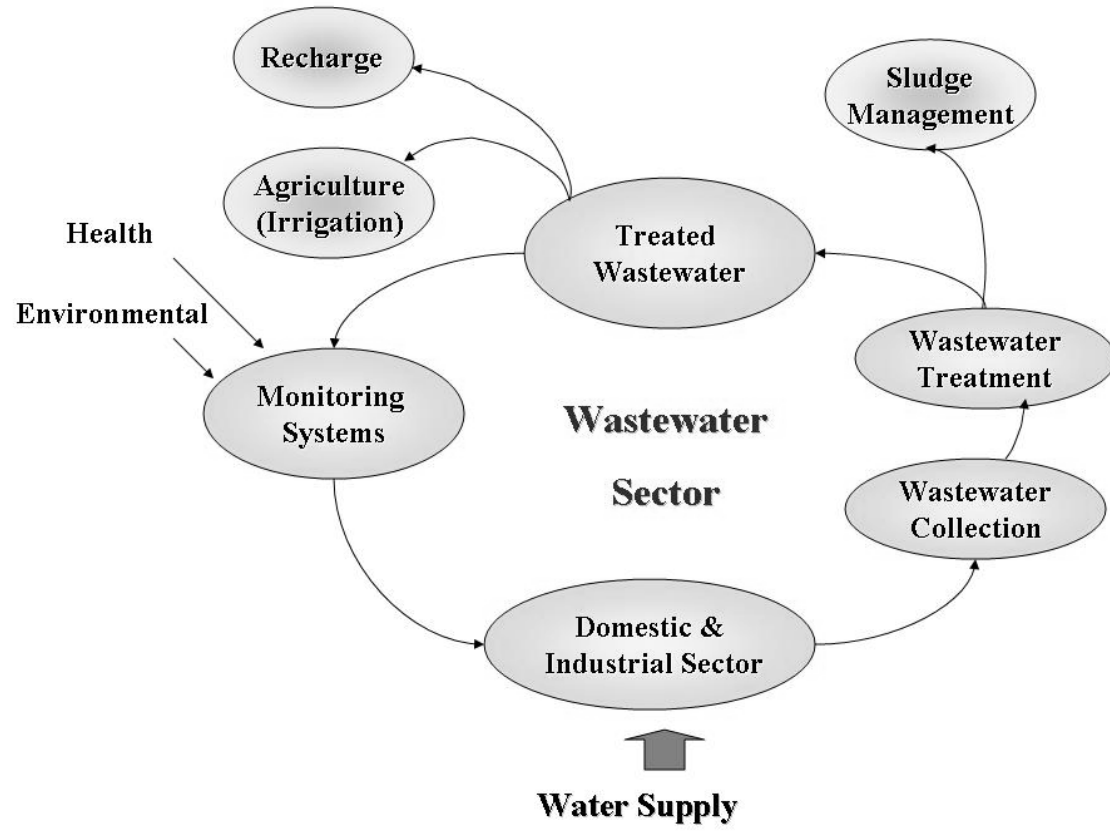 Recharge
Sludge
Management
Agriculture
(Irrigation)
Treated
Wastewater
Health
Environmental
Wastewater
Treatment
Monitoring
Systems
Wastewater
Sector
Wastewater
Collection
Domestic &
Industrial Sector
Water Supply